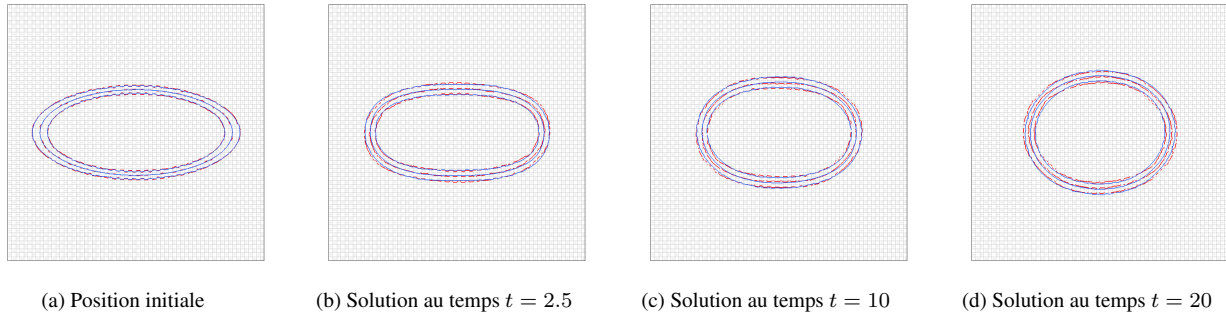 (a) Position initiale
(b) Solution au temps t = 2.5
(c) Solution au temps t = 10
(d) Solution au temps t = 20